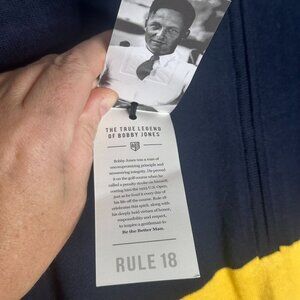 THE TRUE LEGEND
OF BOBBY JONES
Bobby Jones was a man of
uncompromising principle and
unwavering integrity. He proved
it on the golf course when he
called a penalty stroke on himself,
costing him the 1925 U.S. Open,
just as he lived it every day of
his life off the course. Rule 18
celebrates this spirit, along with
his deeply held virtues of honor,
responsibility and respect,
to inspire a gentleman to
Be the Better Man.
RULE 18